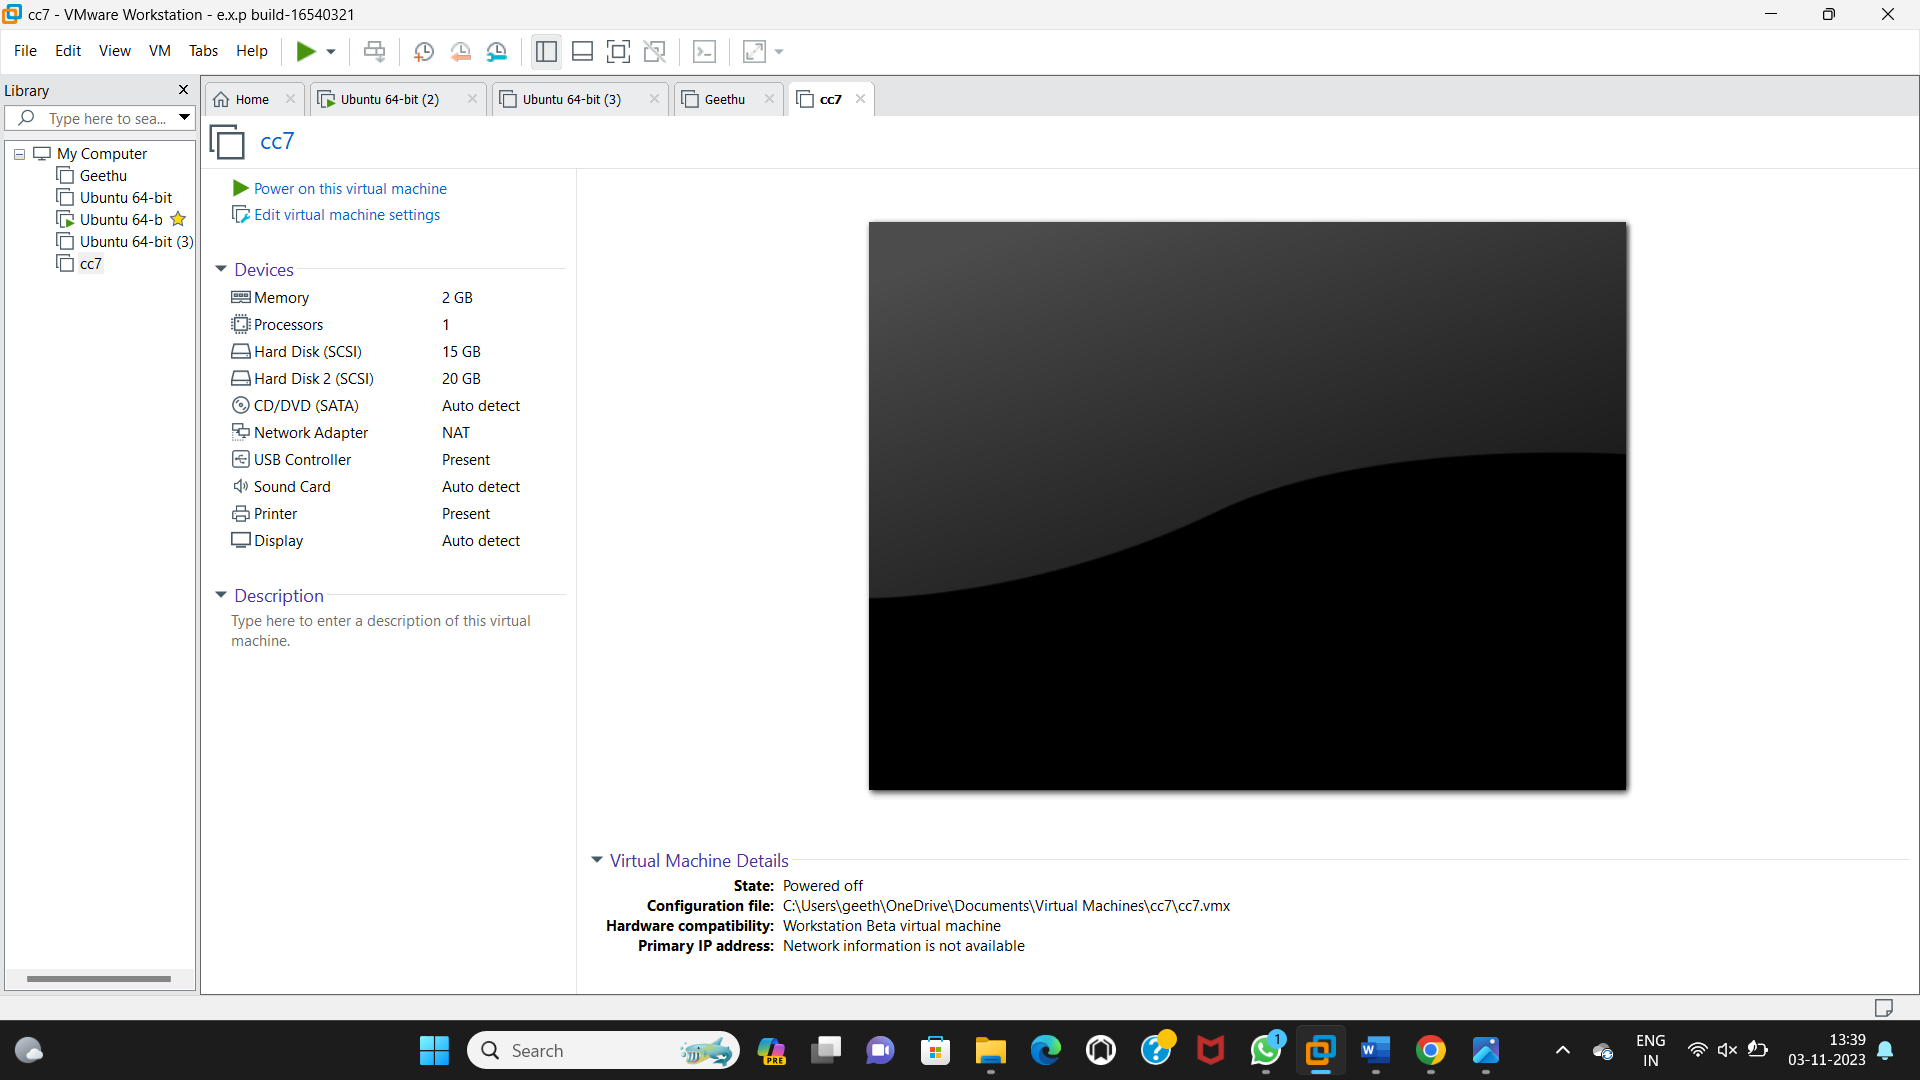 cc7 - VMware Workstation - e.x.p build-16540321
File Edit View VM Tabs Help
Library
Type here to sea...
Home
Ubuntu 64-bit (2)
Ubuntu 64-bit (3)
Geethu
cc7
My Computer
Geethu
Ubuntu 64-bit
Ubuntu 64-b
Ubuntu 64-bit (3)
cc7
cc7
Power on this virtual machine
Edit virtual machine settings
Devices
Memory 2 GB
Processors 1
Hard Disk (SCSI) 15 GB
Hard Disk 2 (SCSI) 20 GB
CD/DVD (SATA) Auto detect
Network Adapter NAT
USB Controller Present
Sound Card Auto detect
Printer Present
Display Auto detect
Description
Type here to enter a description of this virtual
machine.
Virtual Machine Details
State: Powered off
Configuration file: C:\Users\geeth\OneDrive\Documents\Virtual Machines\cc7\cc7.vmx
Hardware compatibility: Workstation Beta virtual machine
Primary IP address: Network information is not available
Search
PRE
1
ENG
IN
13:39
03-11-2023